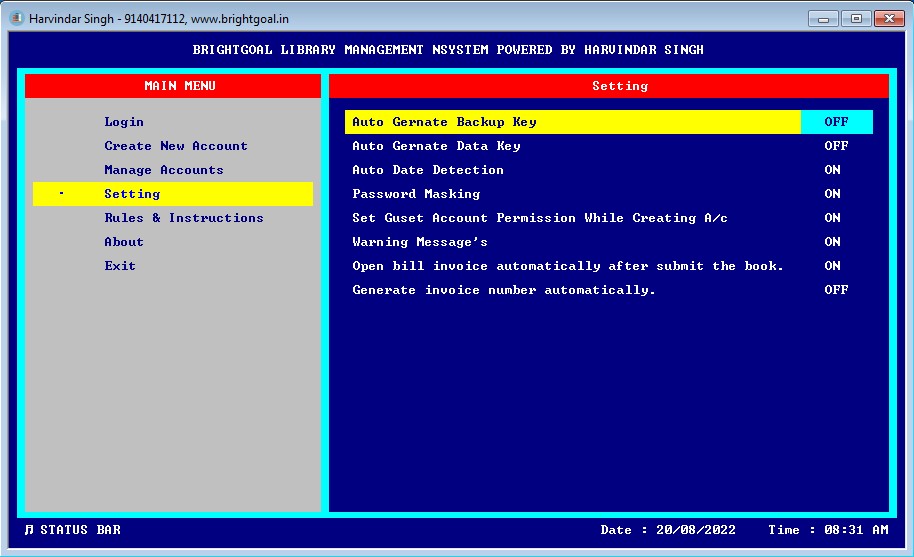 Harvindar Singh - 9140417112, www.brightgoal.in
BRIGHTGOAL LIBRARY MANAGEMENT NSYSTEM POWERED BY HARVINDAR SINGH
MAIN MENU
Login
Create New Account
Manage Accounts
Setting
Rules & Instructions
About
Exit
Setting
Auto Gernate Backup Key OFF
Auto Gernate Data Key OFF
Auto Date Detection ON
Password Masking ON
Set Guset Account Permission While Creating A/c ON
Warning Message's ON
Open bill invoice automatically after submit the book. ON
Generate invoice number automatically. OFF
♬ STATUS BAR Date : 20/08/2022 Time : 08:31 AM